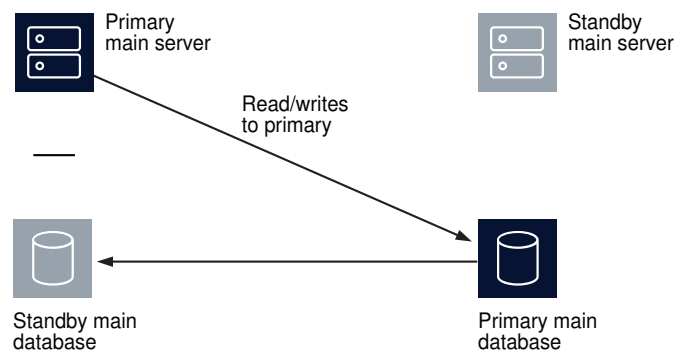 Primary
main server
Standby
main server
Read/writes
to primary
Standby main
database
Primary main
database